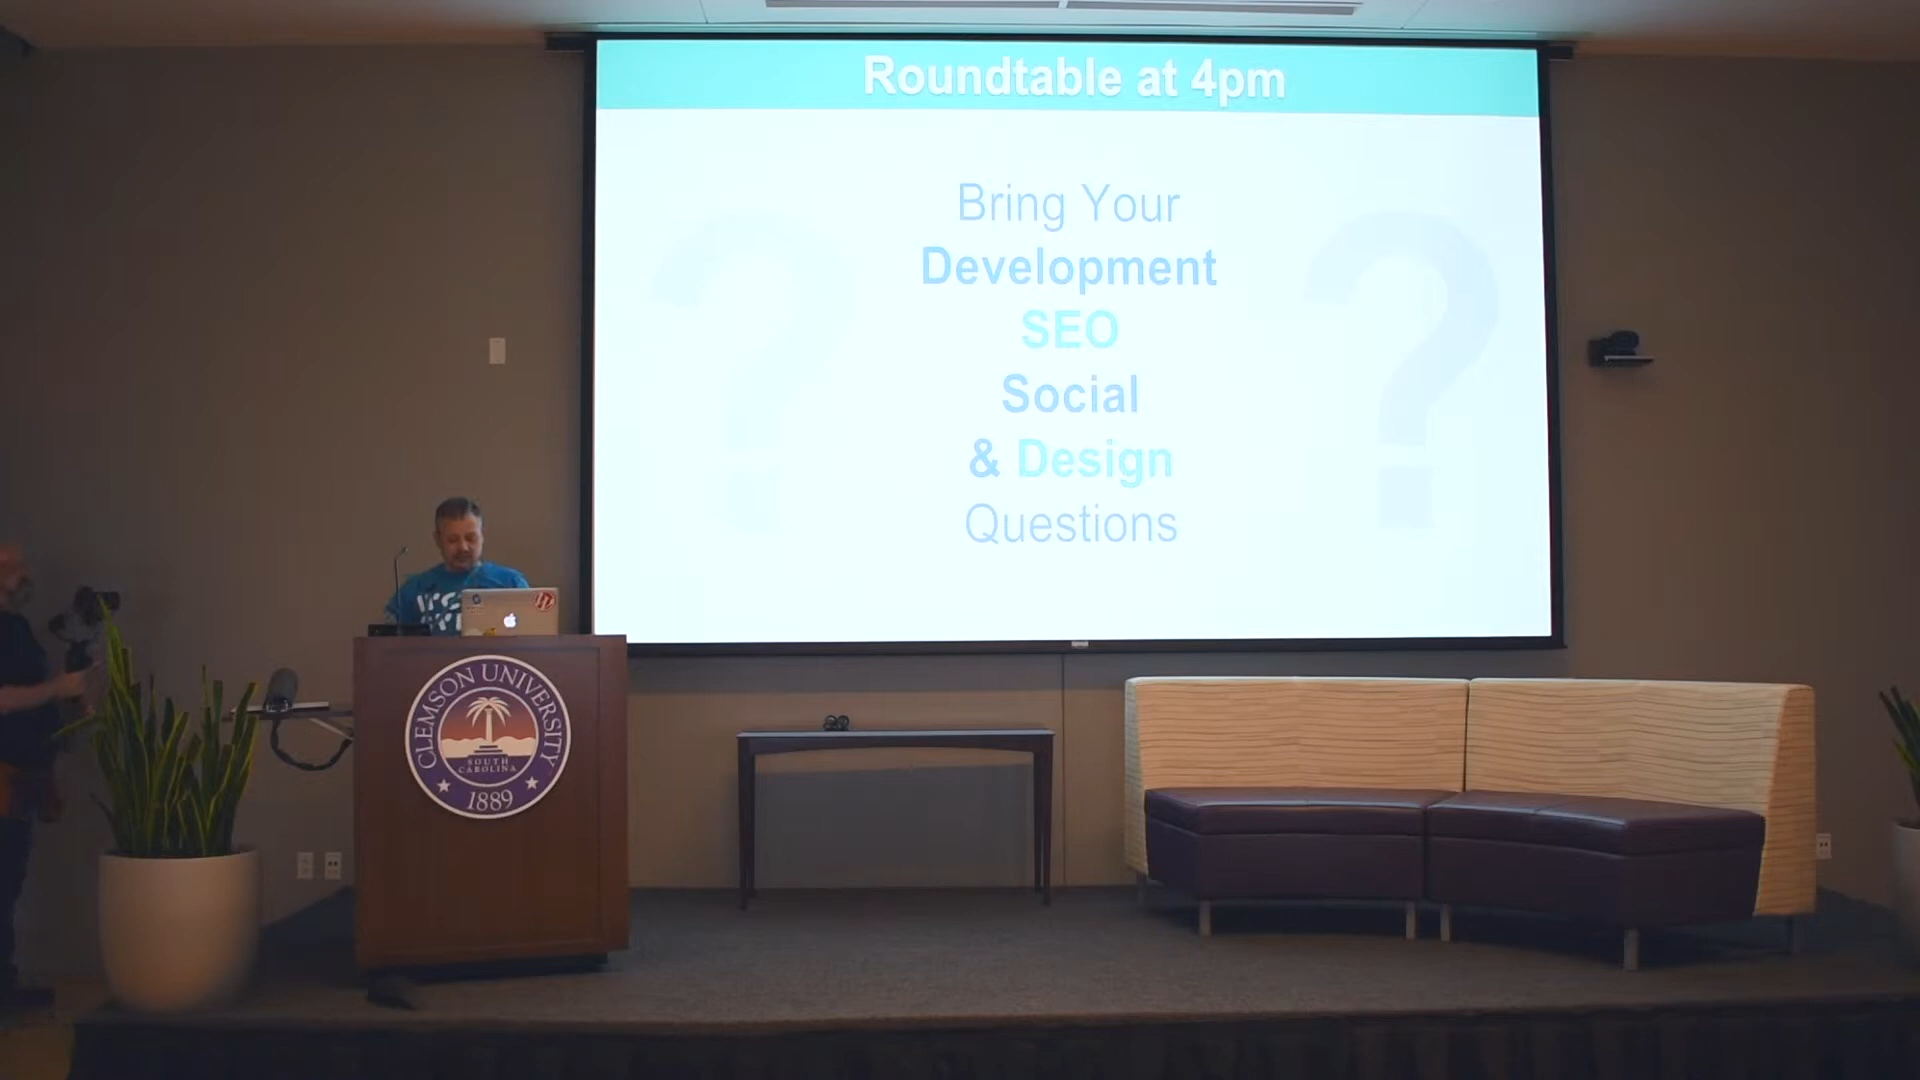 Roundtable at 4pm
Bring Your
Development
SEO
Social
& Design
Questions
CLEMSON UNIVERSITY
SOUTH
CAROLINA
1889